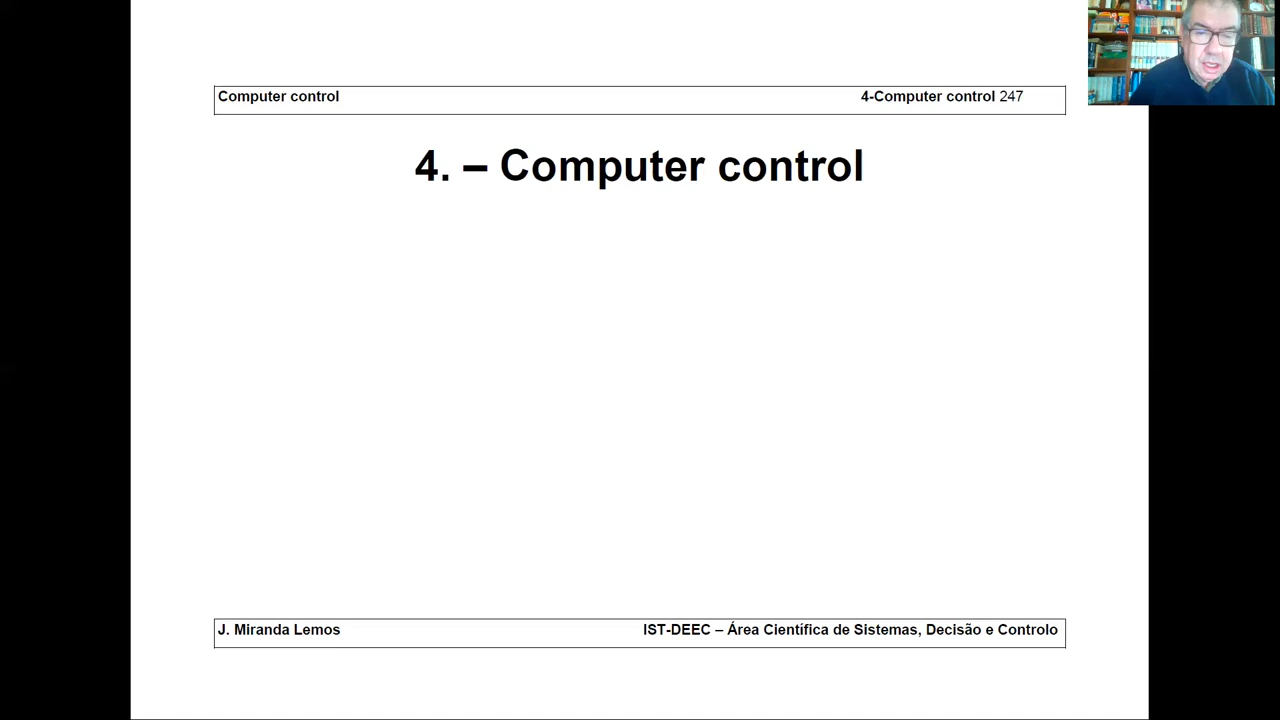 Computer control 4-Computer control 247
4. – Computer control
J. Miranda Lemos IST-DEEC – Área Científica de Sistemas, Decisão e Controlo